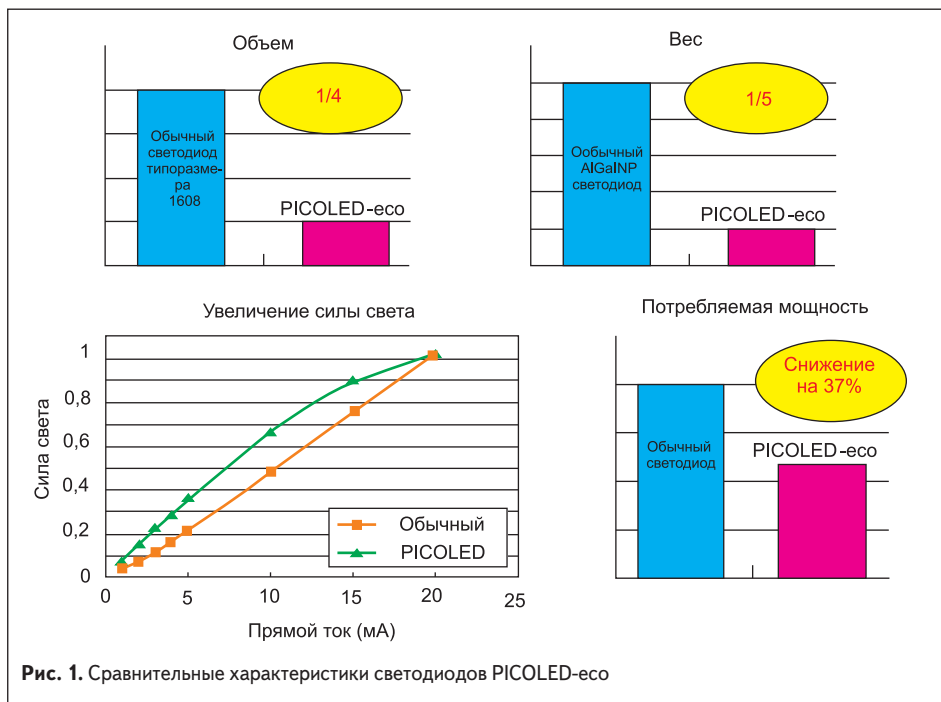 Объем
1/4
Обычный
светодиод
типоразме-
ра
1608
PICOLED-eco
Вес
1/5
Ообычный
AlGaINP
светодиод
PICOLED-eco
Увеличение силы света
Сила света
1
0,8
0,6
0,4
0,2
0
0
5
10
15
20
25
Обычный
PICOLED
Прямой ток (мА)
Потребляемая мощность
Снижение
на 37%
Обычный
светодиод
PICOLED-eco
Рис. 1. Сравнительные характеристики светодиодов PICOLED-eco